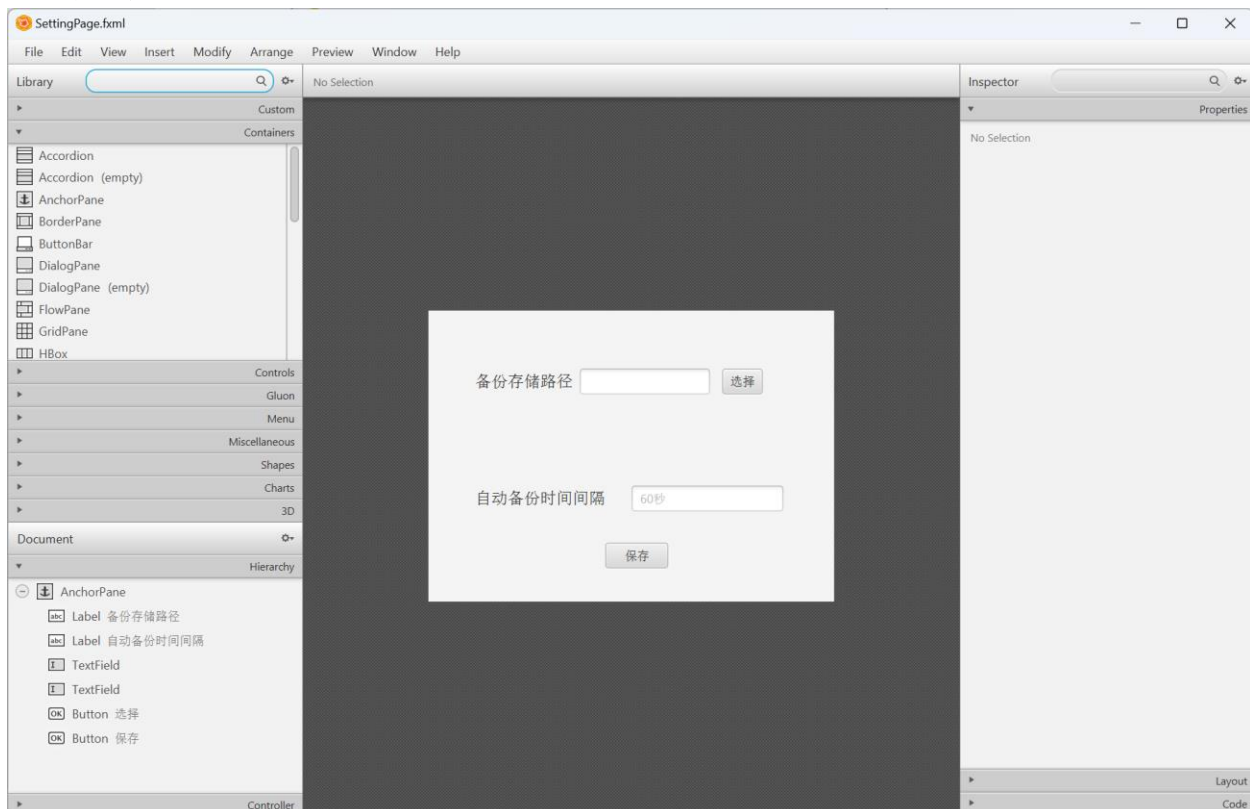 SettingPage.fxml
File Edit View Insert Modify Arrange Preview Window Help
Library
Custom
Containers
Accordion
Accordion (empty)
AnchorPane
BorderPane
ButtonBar
DialogPane
DialogPane (empty)
FlowPane
GridPane
HBox
Controls
Gluon
Menu
Miscellaneous
Shapes
Charts
3D
Document
Hierarchy
AnchorPane
abc Label 备份存储路径
abc Label 自动备份时间间隔
I TextField
I TextField
OK Button 选择
OK Button 保存
Controller
No Selection
备份存储路径 选择
自动备份时间间隔 60秒
保存
Inspector
Properties
No Selection
Layout
Code